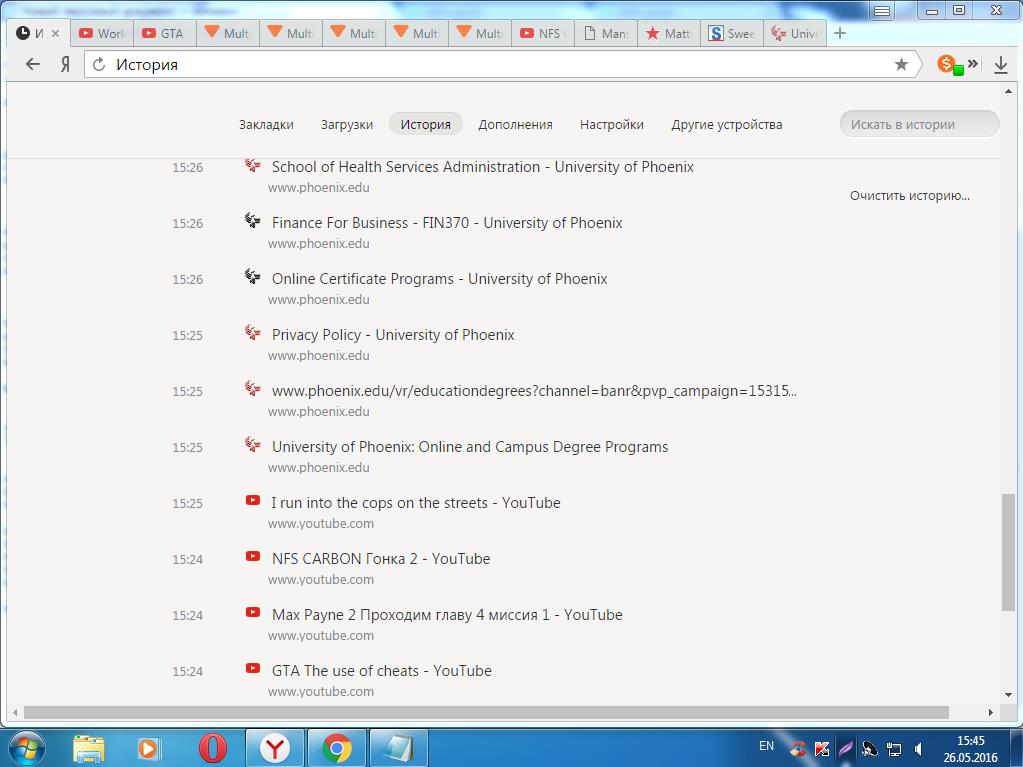 И
Worl
GTA
Multi
Multi
Multi
Multi
Multi
NFS
Man
Matt
Swee
Unive
Я
История
Закладки
Загрузки
История
Дополнения
Настройки
Другие устройства
Искать в истории
Очистить историю...
15:26 School of Health Services Administration - University of Phoenix
www.phoenix.edu
15:26 Finance For Business - FIN370 - University of Phoenix
www.phoenix.edu
15:26 Online Certificate Programs - University of Phoenix
www.phoenix.edu
15:25 Privacy Policy - University of Phoenix
www.phoenix.edu
15:25 www.phoenix.edu/vr/educationdegrees?channel=banr&pvp_campaign=15315...
www.phoenix.edu
15:25 University of Phoenix: Online and Campus Degree Programs
www.phoenix.edu
15:25 I run into the cops on the streets - YouTube
www.youtube.com
15:24 NFS CARBON Гонка 2 - YouTube
www.youtube.com
15:24 Max Payne 2 Проходим главу 4 миссия 1 - YouTube
www.youtube.com
15:24 GTA The use of cheats - YouTube
www.youtube.com
EN
15:45
26.05.2016